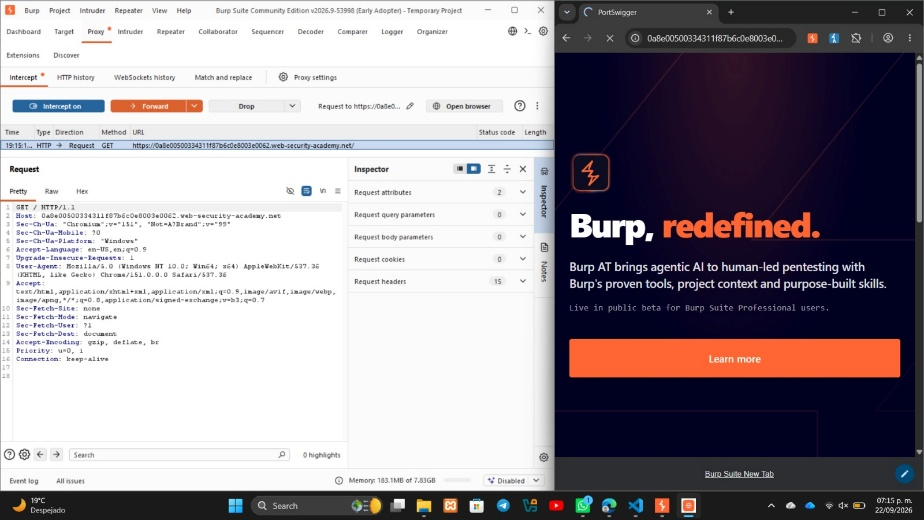 Burp Project Intruder Repeater View Help Burp Suite Community Edition v2026.9-53998 (Early Adopter) - Temporary Project
Dashboard Target Proxy Intruder Repeater Collaborator Sequencer Decoder Comparer Logger Organizer
Extensions Discover
Intercept HTTP history WebSockets history Match and replace Proxy settings
Intercept on Forward Drop Request to https://0a8e0... Open browser
Time Type Direction Method URL Status code Length
19:15:1... HTTP → Request GET https://0a8e00500334311f87b6c0e8003e0062.web-security-academy.net/
Request
Pretty Raw Hex
1 GET / HTTP/1.1
2 Host: 0a8e00500334311f87b6c0e8003e0062.web-security-academy.net
3 Sec-Ch-Ua: "Chromium";v="151", "Not=A?Brand";v="99"
4 Sec-Ch-Ua-Mobile: ?0
5 Sec-Ch-Ua-Platform: "Windows"
6 Accept-Language: en-US,en;q=0.9
7 Upgrade-Insecure-Requests: 1
8 User-Agent: Mozilla/5.0 (Windows NT 10.0; Win64; x64) AppleWebKit/537.36
(KHTML, like Gecko) Chrome/151.0.0.0 Safari/537.36
9 Accept:
text/html,application/xhtml+xml,application/xml;q=0.9,image/avif,image/webp,
image/apng,*/*;q=0.8,application/signed-exchange;v=b3;q=0.7
10 Sec-Fetch-Site: none
11 Sec-Fetch-Mode: navigate
12 Sec-Fetch-User: ?1
13 Sec-Fetch-Dest: document
14 Accept-Encoding: gzip, deflate, br
15 Priority: u=0, i
16 Connection: keep-alive
17
18
Search 0 highlights
Inspector
Request attributes 2
Request query parameters 0
Request body parameters 0
Request cookies 0
Request headers 15
Inspector
Notes
Event log All issues Memory: 183.1MB of 7.83GB Disabled
PortSwigger
0a8e00500334311f87b6c0e8003e0...
Burp, redefined.
Burp AT brings agentic AI to human-led pentesting with
Burp's proven tools, project context and purpose-built skills.
Live in public beta for Burp Suite Professional users.
Learn more
Burp Suite New Tab
19°C
Despejado
Search
1
07:15 p. m.
22/09/2026